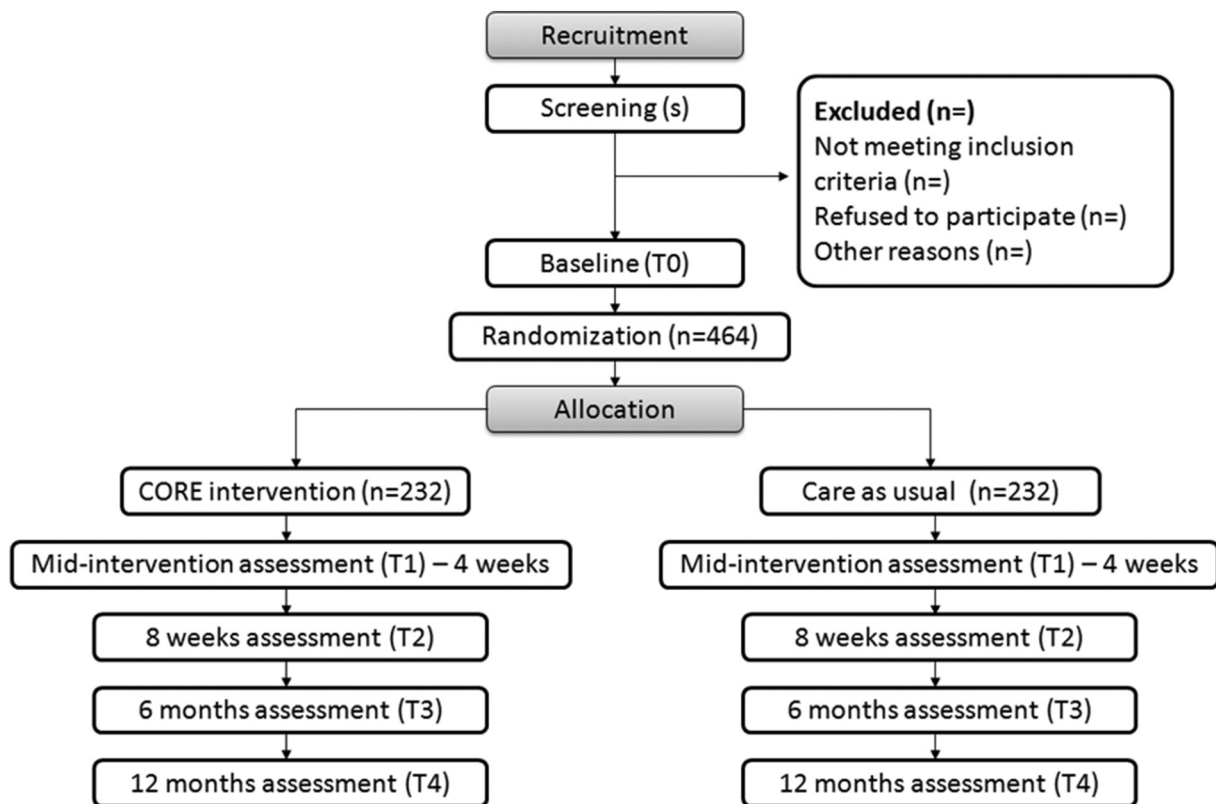 Recruitment
Screening (s)
Excluded (n=)
Not meeting inclusion
criteria (n=)
Refused to participate (n=)
Other reasons (n=)
Baseline (T0)
Randomization (n=464)
Allocation
CORE intervention (n=232)
Mid-intervention assessment (T1) – 4 weeks
8 weeks assessment (T2)
6 months assessment (T3)
12 months assessment (T4)
Care as usual (n=232)
Mid-intervention assessment (T1) – 4 weeks
8 weeks assessment (T2)
6 months assessment (T3)
12 months assessment (T4)